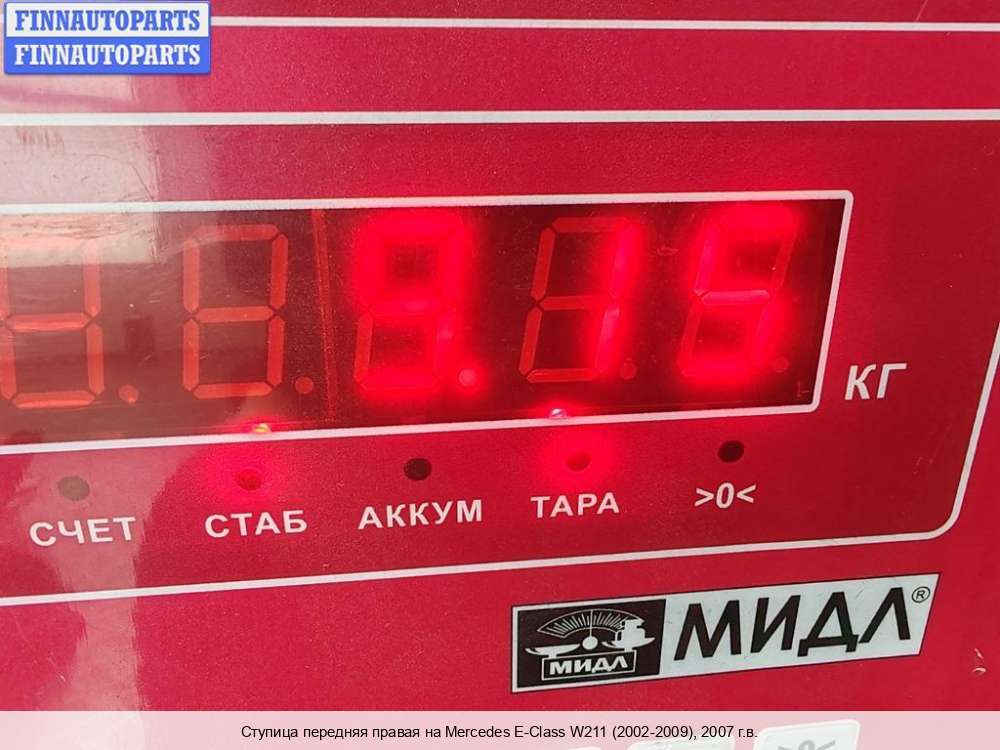 FINNAUTOPARTS
FINNAUTOPARTS
9.15
КГ
СЧЕТ СТАБ АККУМ ТАРА >0<
МИДЛ МИДЛ®
Ступица передняя правая на Mercedes E-Class W211 (2002-2009), 2007 г.в.